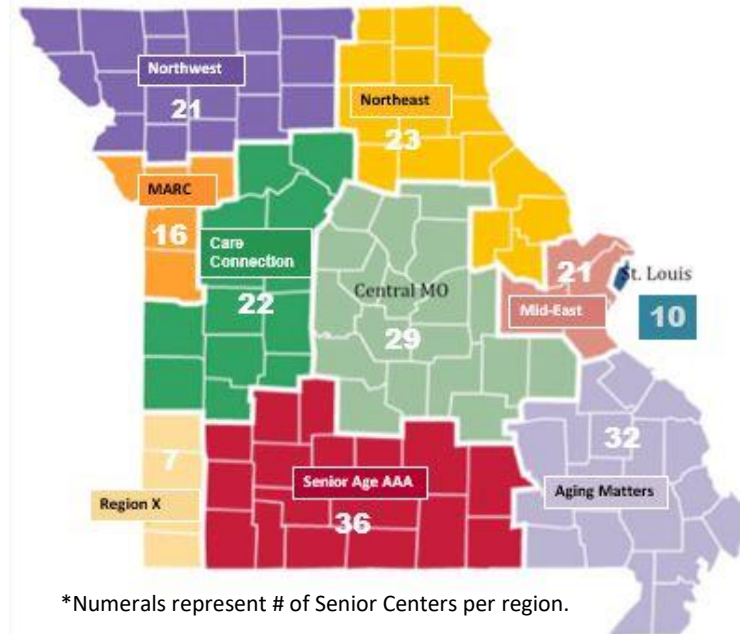 Northwest
21
Northeast
23
MARC
16
Care
Connection
22
Central MO
29
21
St. Louis
Mid-East
10
7
Region X
Senior Age AAA
36
32
Aging Matters
*Numerals represent # of Senior Centers per region.